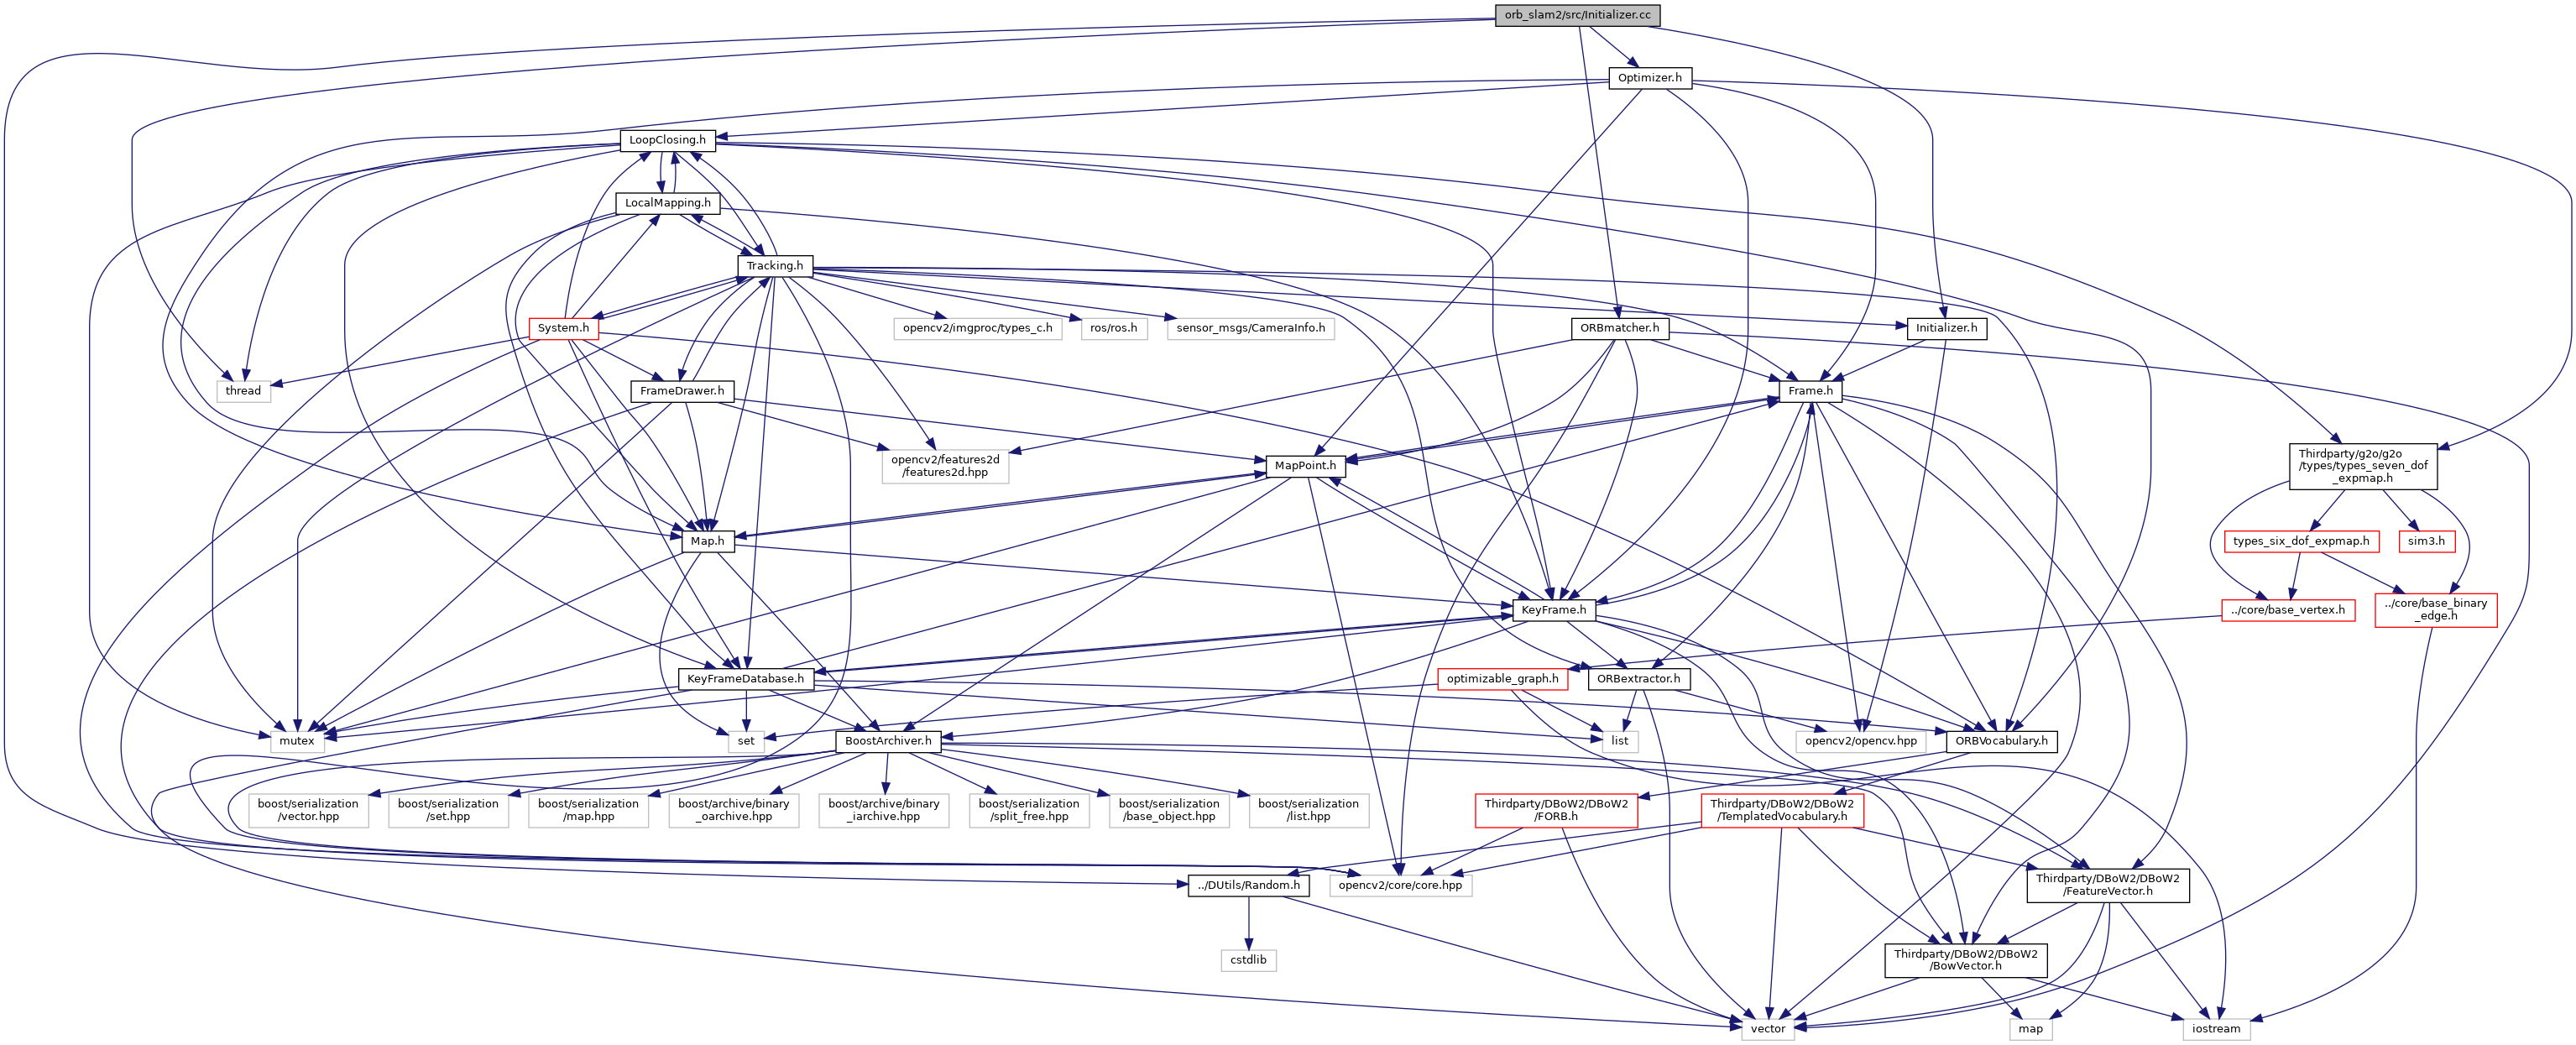 orb_slam2/src/Initializer.cc
Optimizer.h
LoopClosing.h
LocalMapping.h
Tracking.h
System.h
opencv2/imgproc/types_c.h
ros/ros.h
sensor_msgs/CameraInfo.h
ORBmatcher.h
Initializer.h
thread
FrameDrawer.h
Frame.h
opencv2/features2d
/features2d.hpp
MapPoint.h
Thirdparty/g2o/g2o
/types/types_seven_dof
_expmap.h
Map.h
types_six_dof_expmap.h
sim3.h
KeyFrame.h
../core/base_vertex.h
../core/base_binary
_edge.h
KeyFrameDatabase.h
optimizable_graph.h
ORBextractor.h
mutex
set
BoostArchiver.h
list
opencv2/opencv.hpp
ORBVocabulary.h
boost/serialization
/vector.hpp
boost/serialization
/set.hpp
boost/serialization
/map.hpp
boost/archive/binary
_oarchive.hpp
boost/archive/binary
_iarchive.hpp
boost/serialization
/split_free.hpp
boost/serialization
/base_object.hpp
boost/serialization
/list.hpp
Thirdparty/DBoW2/DBoW2
/FORB.h
Thirdparty/DBoW2/DBoW2
/TemplatedVocabulary.h
../DUtils/Random.h
opencv2/core/core.hpp
Thirdparty/DBoW2/DBoW2
/FeatureVector.h
cstdlib
Thirdparty/DBoW2/DBoW2
/BowVector.h
vector
map
iostream